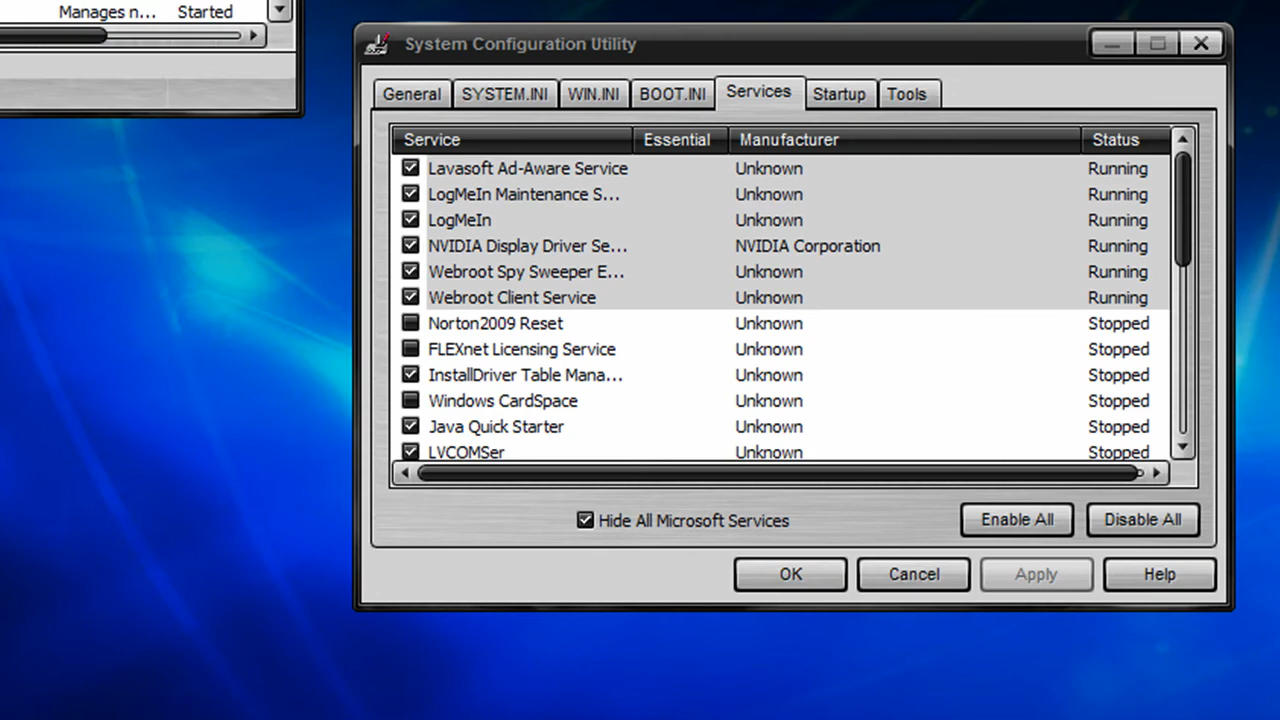 Manages n... Started
System Configuration Utility
General SYSTEM.INI WIN.INI BOOT.INI Services Startup Tools
Service Essential Manufacturer Status
Lavasoft Ad-Aware Service Unknown Running
LogMeIn Maintenance S... Unknown Running
LogMeIn Unknown Running
NVIDIA Display Driver Se... NVIDIA Corporation Running
Webroot Spy Sweeper E... Unknown Running
Webroot Client Service Unknown Running
Norton2009 Reset Unknown Stopped
FLEXnet Licensing Service Unknown Stopped
InstallDriver Table Mana... Unknown Stopped
Windows CardSpace Unknown Stopped
Java Quick Starter Unknown Stopped
LVCOMSer Unknown Stopped
Hide All Microsoft Services Enable All Disable All
OK Cancel Apply Help